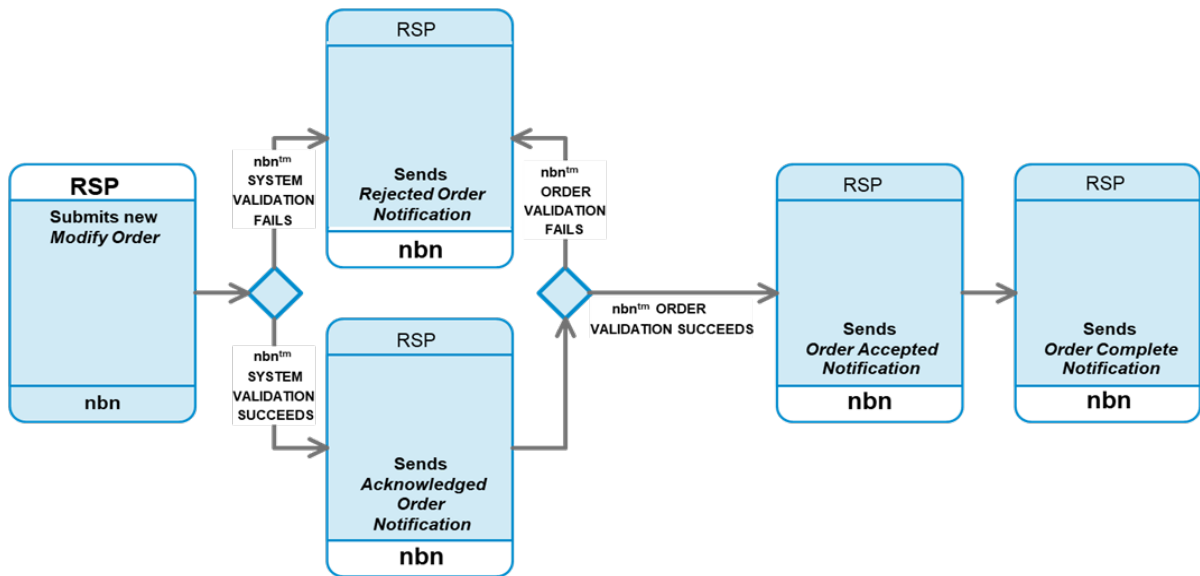 RSP
Submits new
Modify Order
nbn
nbn™
SYSTEM
VALIDATION
FAILS
nbn™
SYSTEM
VALIDATION
SUCCEEDS
RSP
Sends
Rejected Order
Notification
nbn
RSP
Sends
Acknowledged
Order
Notification
nbn
nbn™
ORDER
VALIDATION
FAILS
nbn™ ORDER
VALIDATION SUCCEEDS
RSP
Sends
Order Accepted
Notification
nbn
RSP
Sends
Order Complete
Notification
nbn